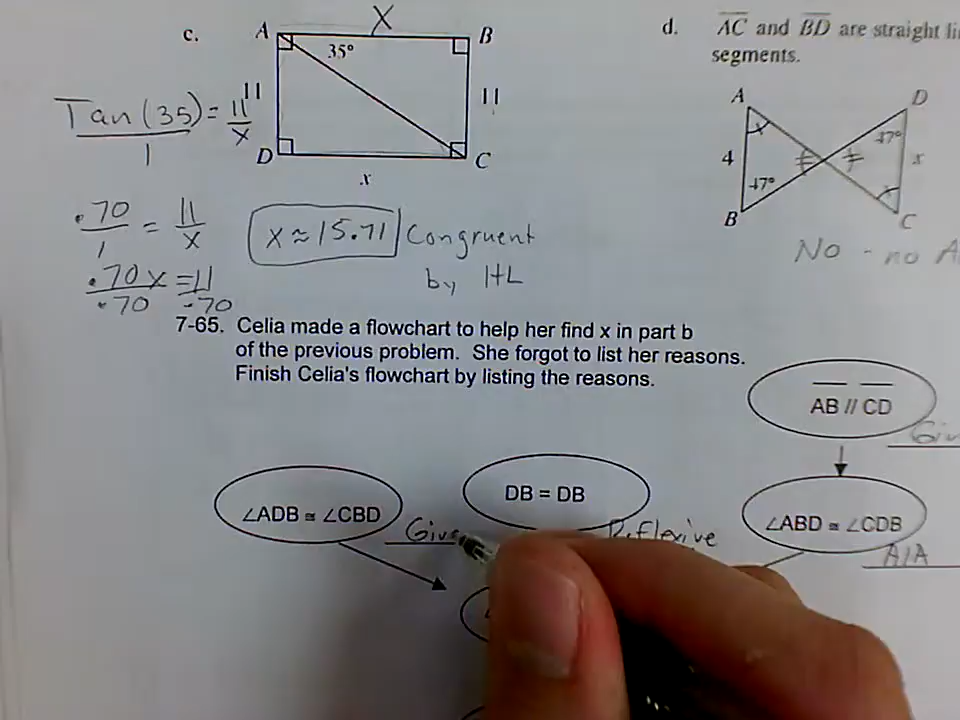 c.
A
X
B
35°
11
11
D
C
x
Tan(35) = 11
1 x
.70 = 11
1 x
.70x = 11
.70 .70
x ≈ 15.71
Congruent
by HL
d. AC and BD are straight
segments.
A
D
4
47°
47°
x
B
C
No - no
7-65. Celia made a flowchart to help her find x in part b
of the previous problem. She forgot to list her reasons.
Finish Celia's flowchart by listing the reasons.
AB // CD
∠ADB ≅ ∠CBD
DB = DB
Reflexive
∠ABD ≅ ∠CDB
AIA